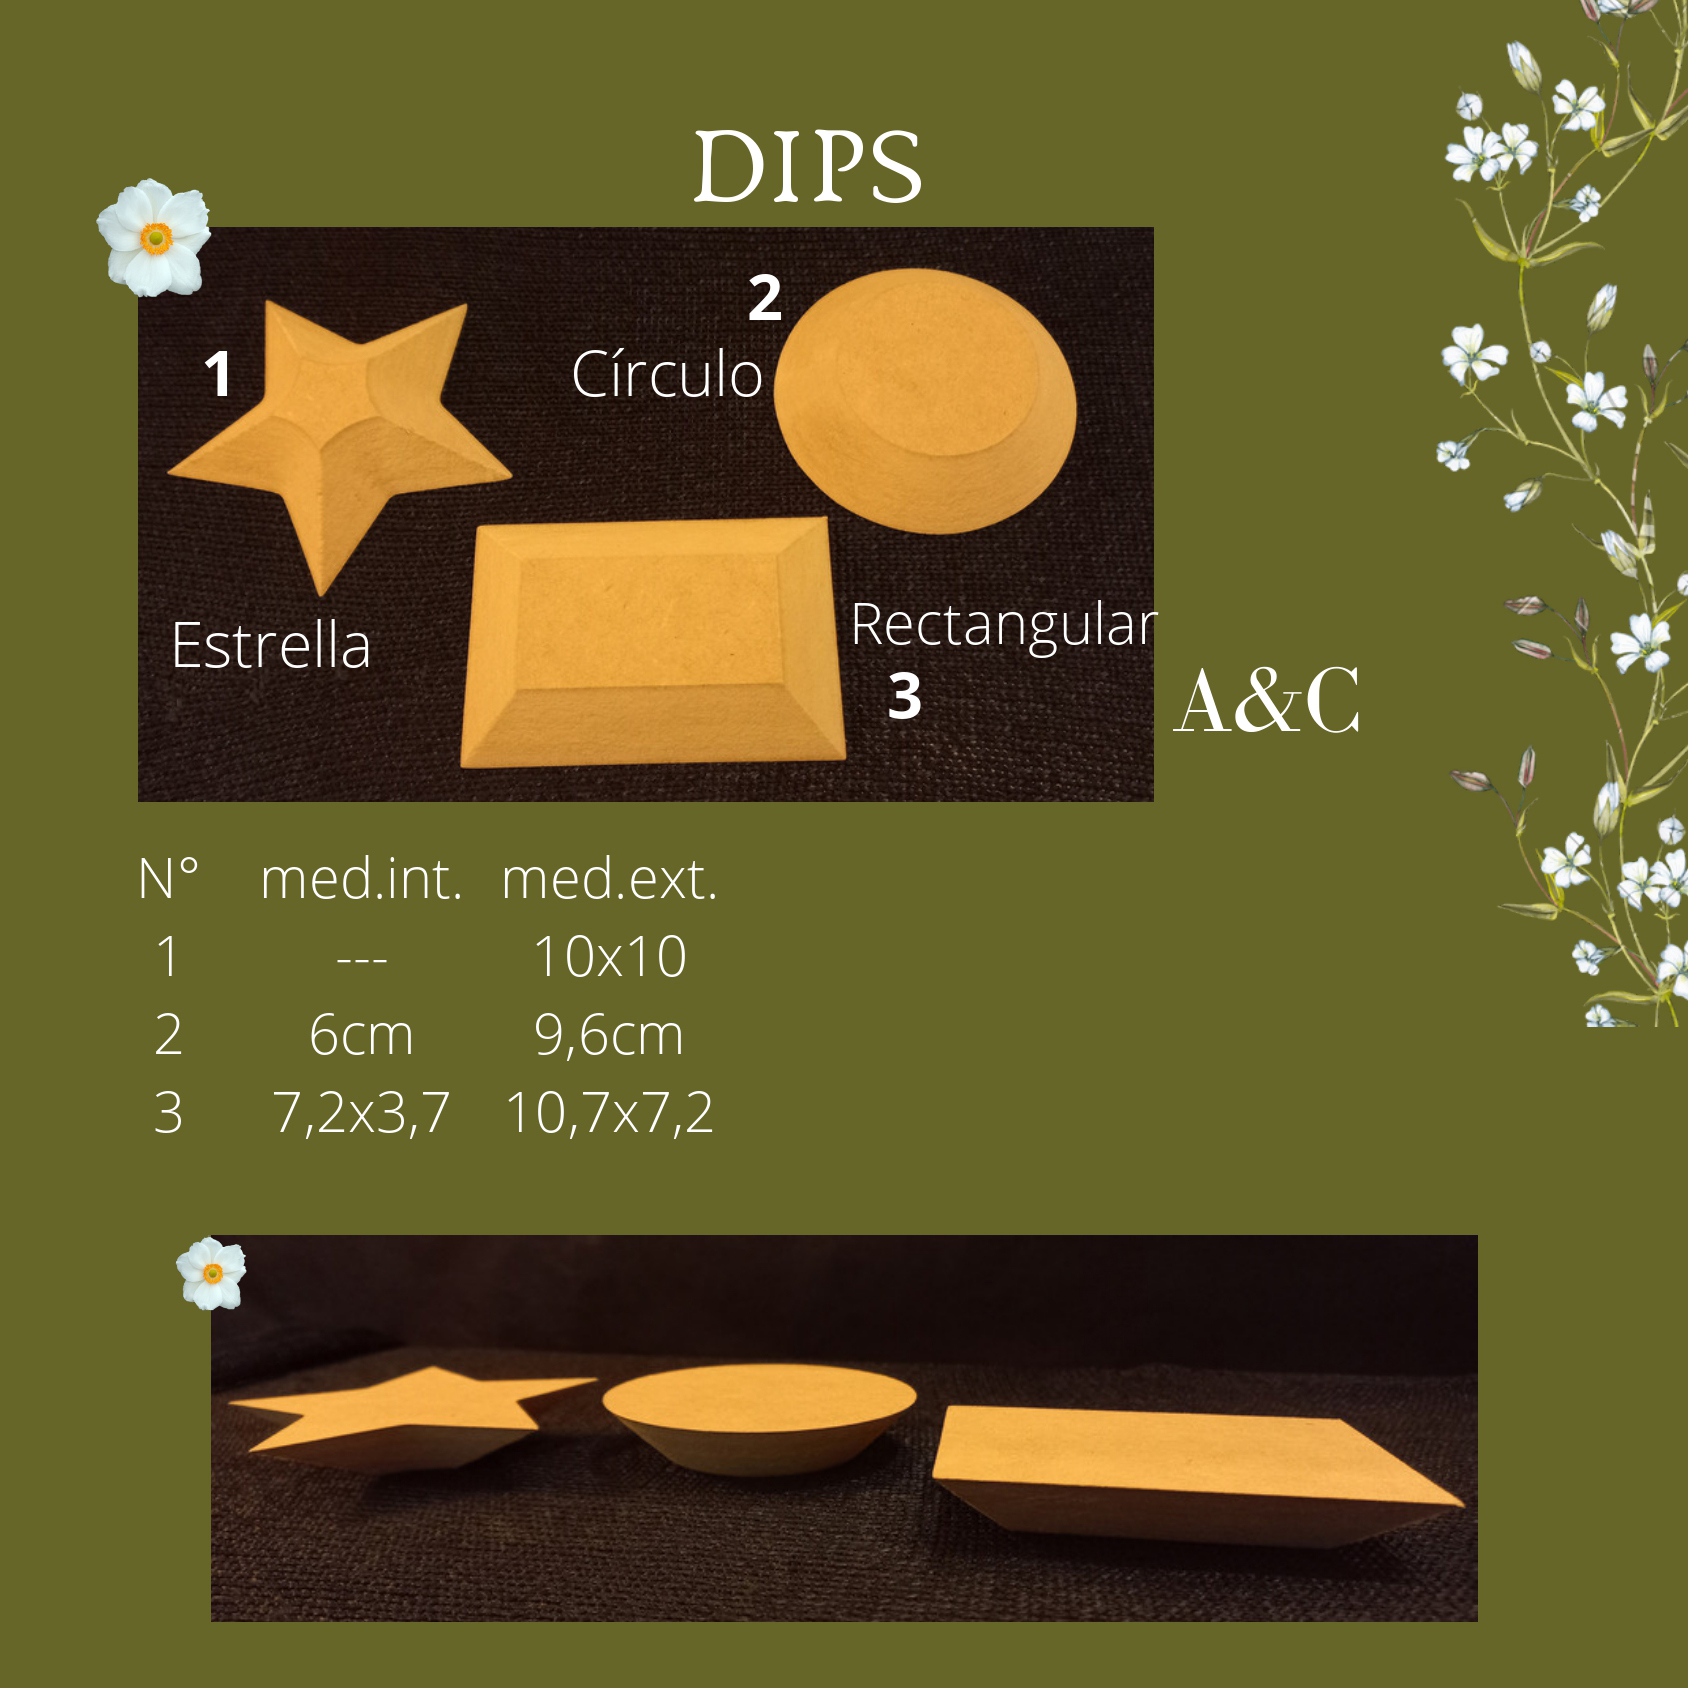 DIPS
1
2
Círculo
Estrella
Rectangular
3
A&C
N° med.int. med.ext.
1 --- 10x10
2 6cm 9,6cm
3 7,2x3,7 10,7x7,2